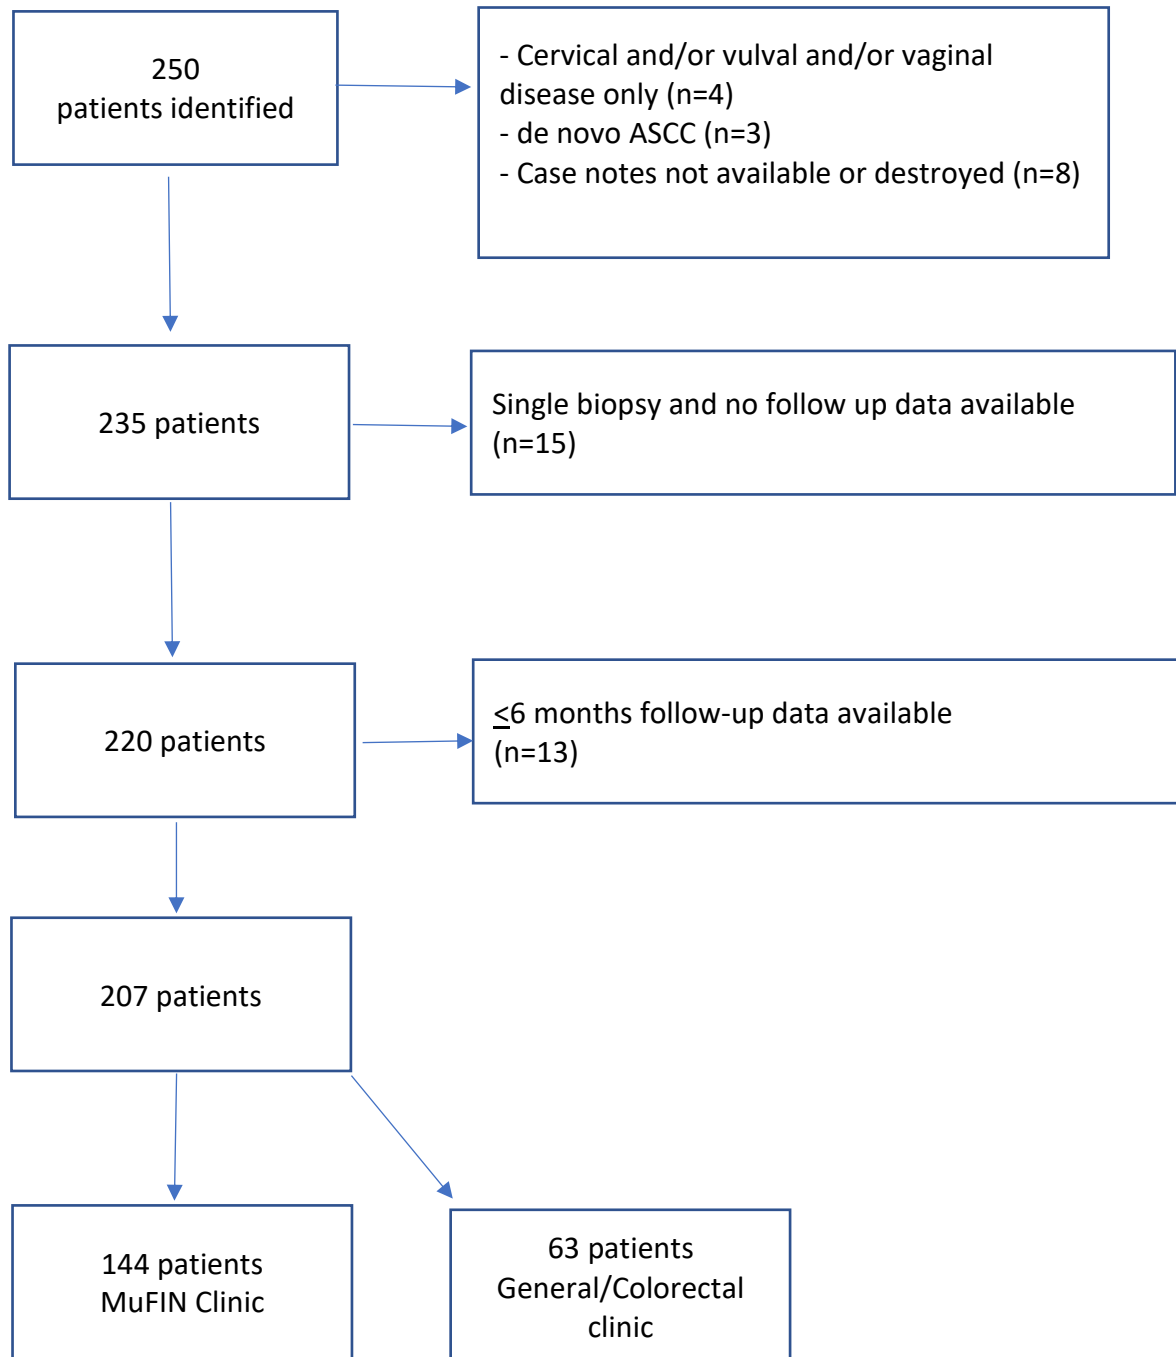 250
patients identified
- Cervical and/or vulval and/or vaginal
disease only (n=4)
- de novo ASCC (n=3)
- Case notes not available or destroyed (n=8)
235 patients
Single biopsy and no follow up data available
(n=15)
220 patients
≤6 months follow-up data available
(n=13)
207 patients
144 patients
MuFIN Clinic
63 patients
General/Colorectal
clinic